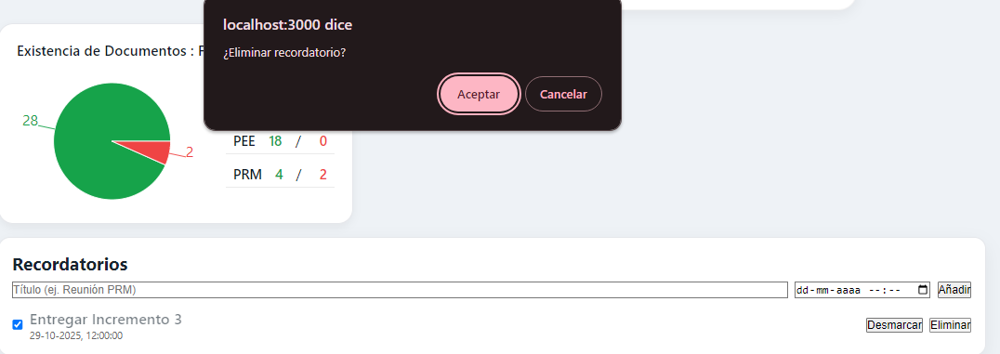 localhost:3000 dice
¿Eliminar recordatorio?
Aceptar Cancelar
Existencia de Documentos :
28
2
PEE 18 / 0
PRM 4 / 2
Recordatorios
Título (ej. Reunión PRM) dd-mm-aaaa --:-- Añadir
Entregar Incremento 3
29-10-2025, 12:00:00
Desmarcar Eliminar